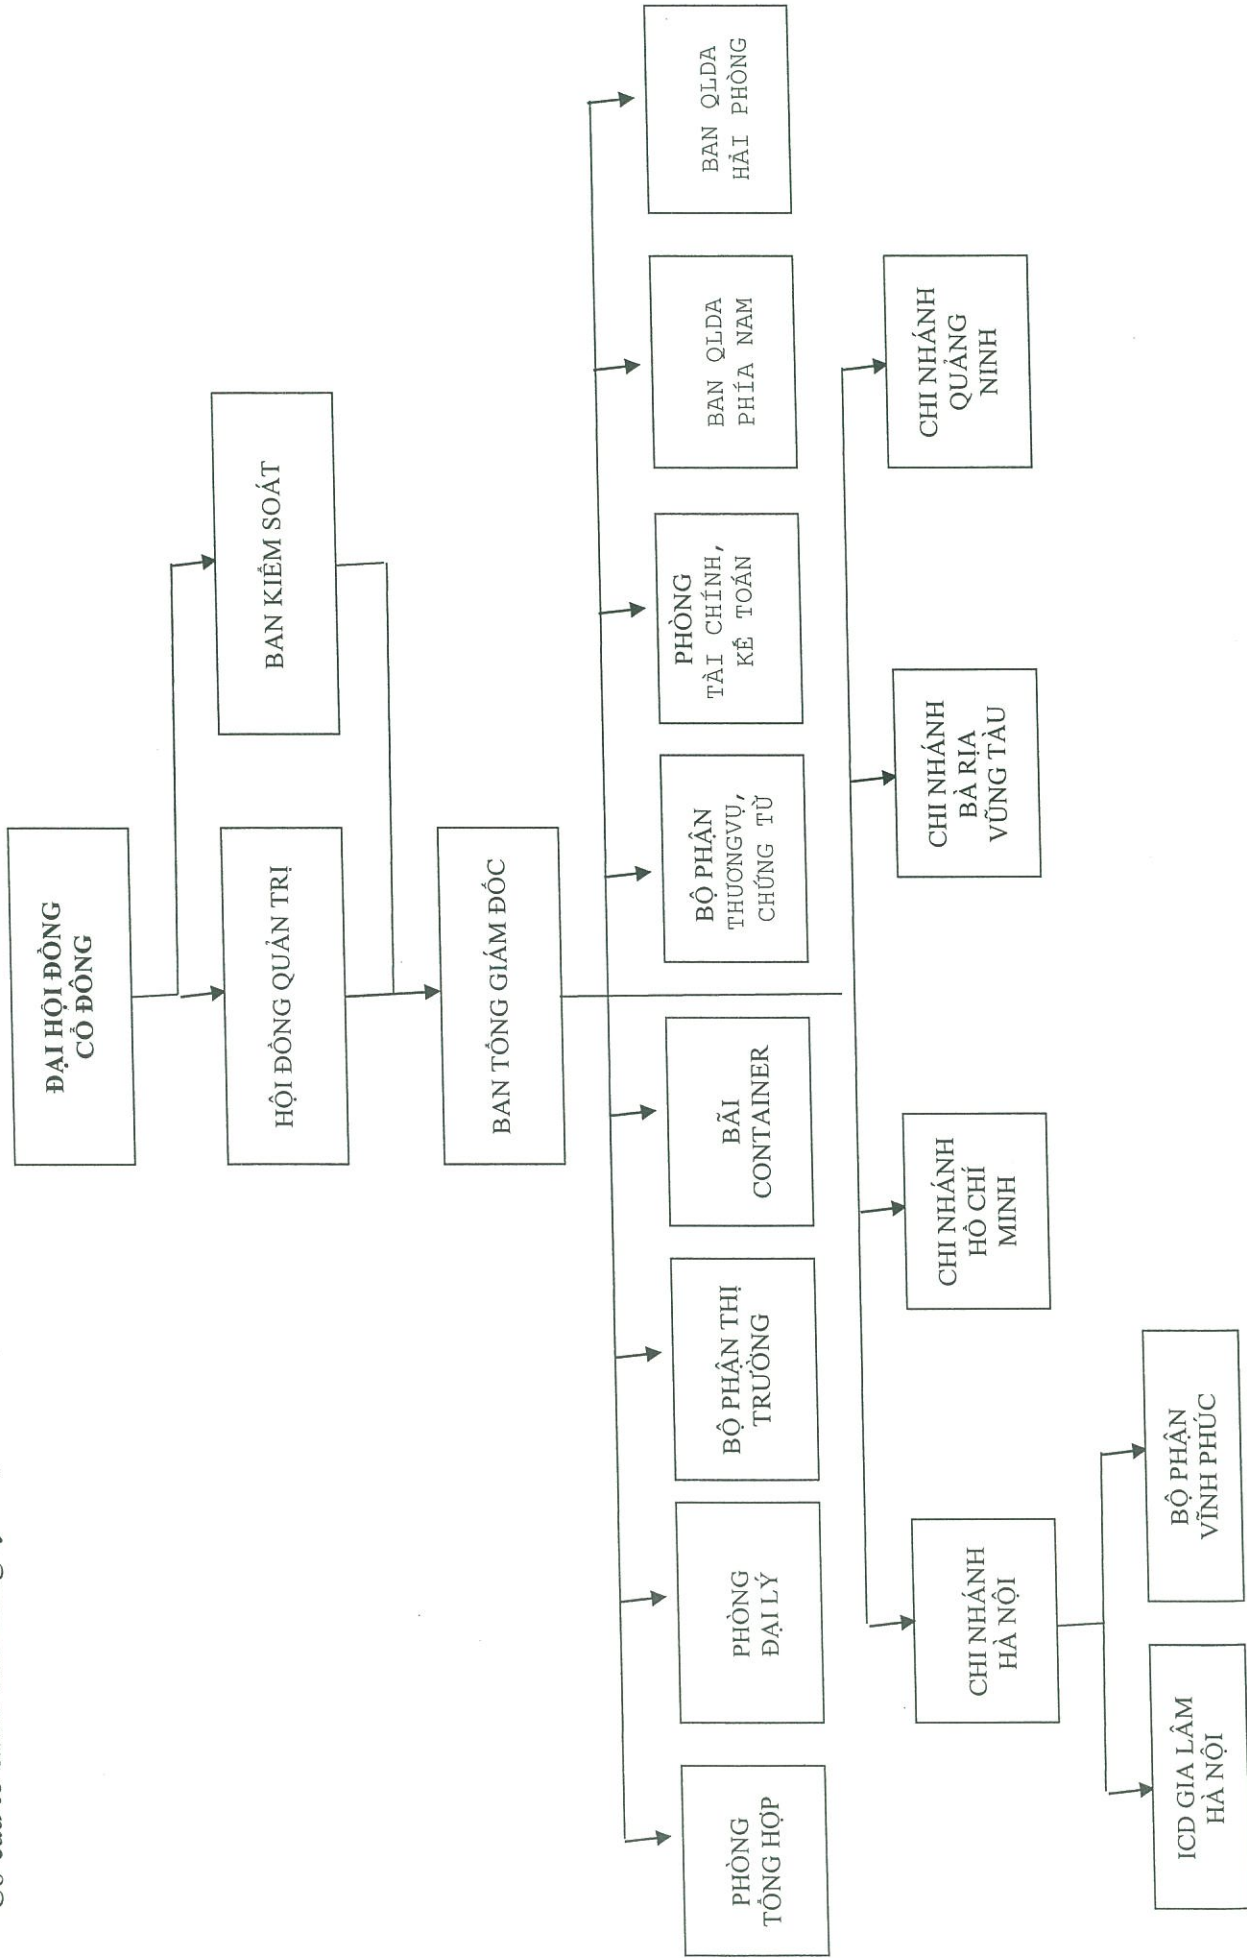 ĐẠI HỘI ĐỒNG
CỔ ĐÔNG
HỘI ĐỒNG QUẢN TRỊ
BAN KIỂM SOÁT
BAN TỔNG GIÁM ĐỐC
PHÒNG
TỔNG HỢP
PHÒNG
ĐẠI LÝ
BỘ PHẬN THỊ
TRƯỜNG
BÃI
CONTAINER
BỘ PHẬN
THƯƠNGVỤ,
CHỨNG TỪ
PHÒNG
TÀI CHÍNH,
KẾ TOÁN
BAN QLDA
PHÍA NAM
BAN QLDA
HẢI PHÒNG
CHI NHÁNH
HÀ NỘI
CHI NHÁNH
HỒ CHÍ
MINH
CHI NHÁNH
BÀ RỊA
VŨNG TÀU
CHI NHÁNH
QUẢNG
NINH
ICD GIA LÂM
HÀ NỘI
BỘ PHẬN
VĨNH PHÚC